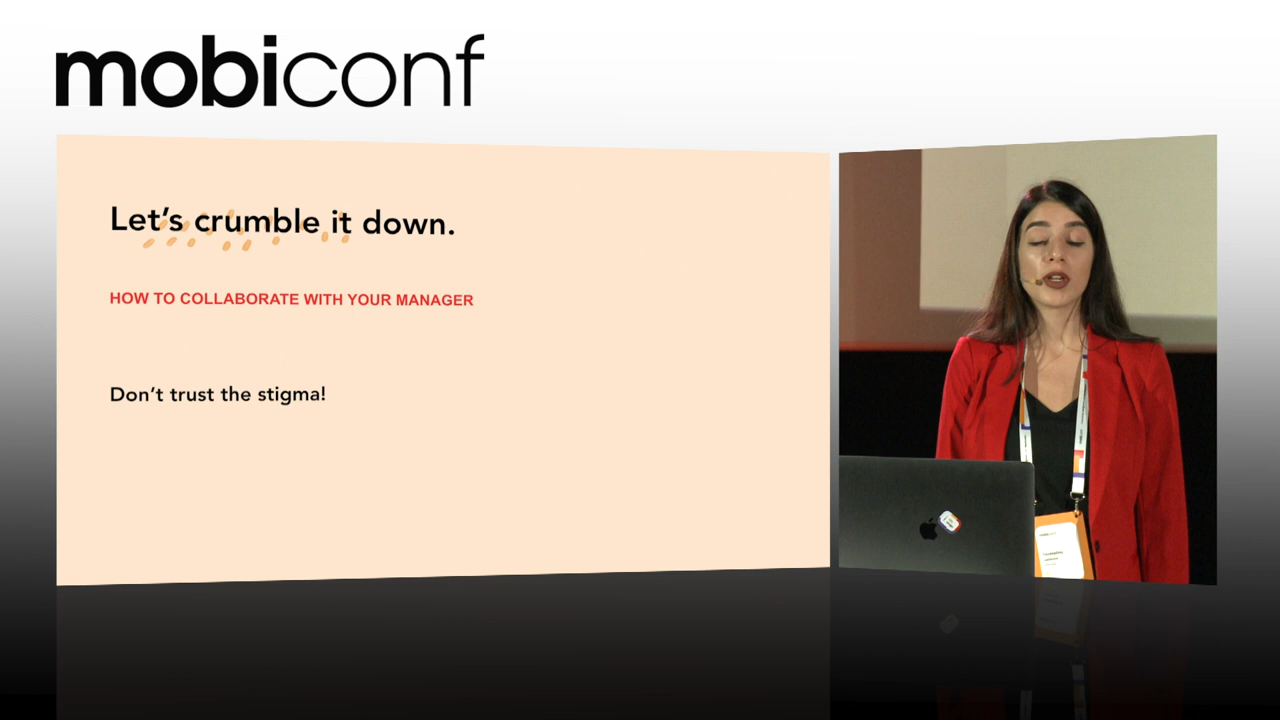 mobiconf
Let's crumble it down.
HOW TO COLLABORATE WITH YOUR MANAGER
Don't trust the stigma!